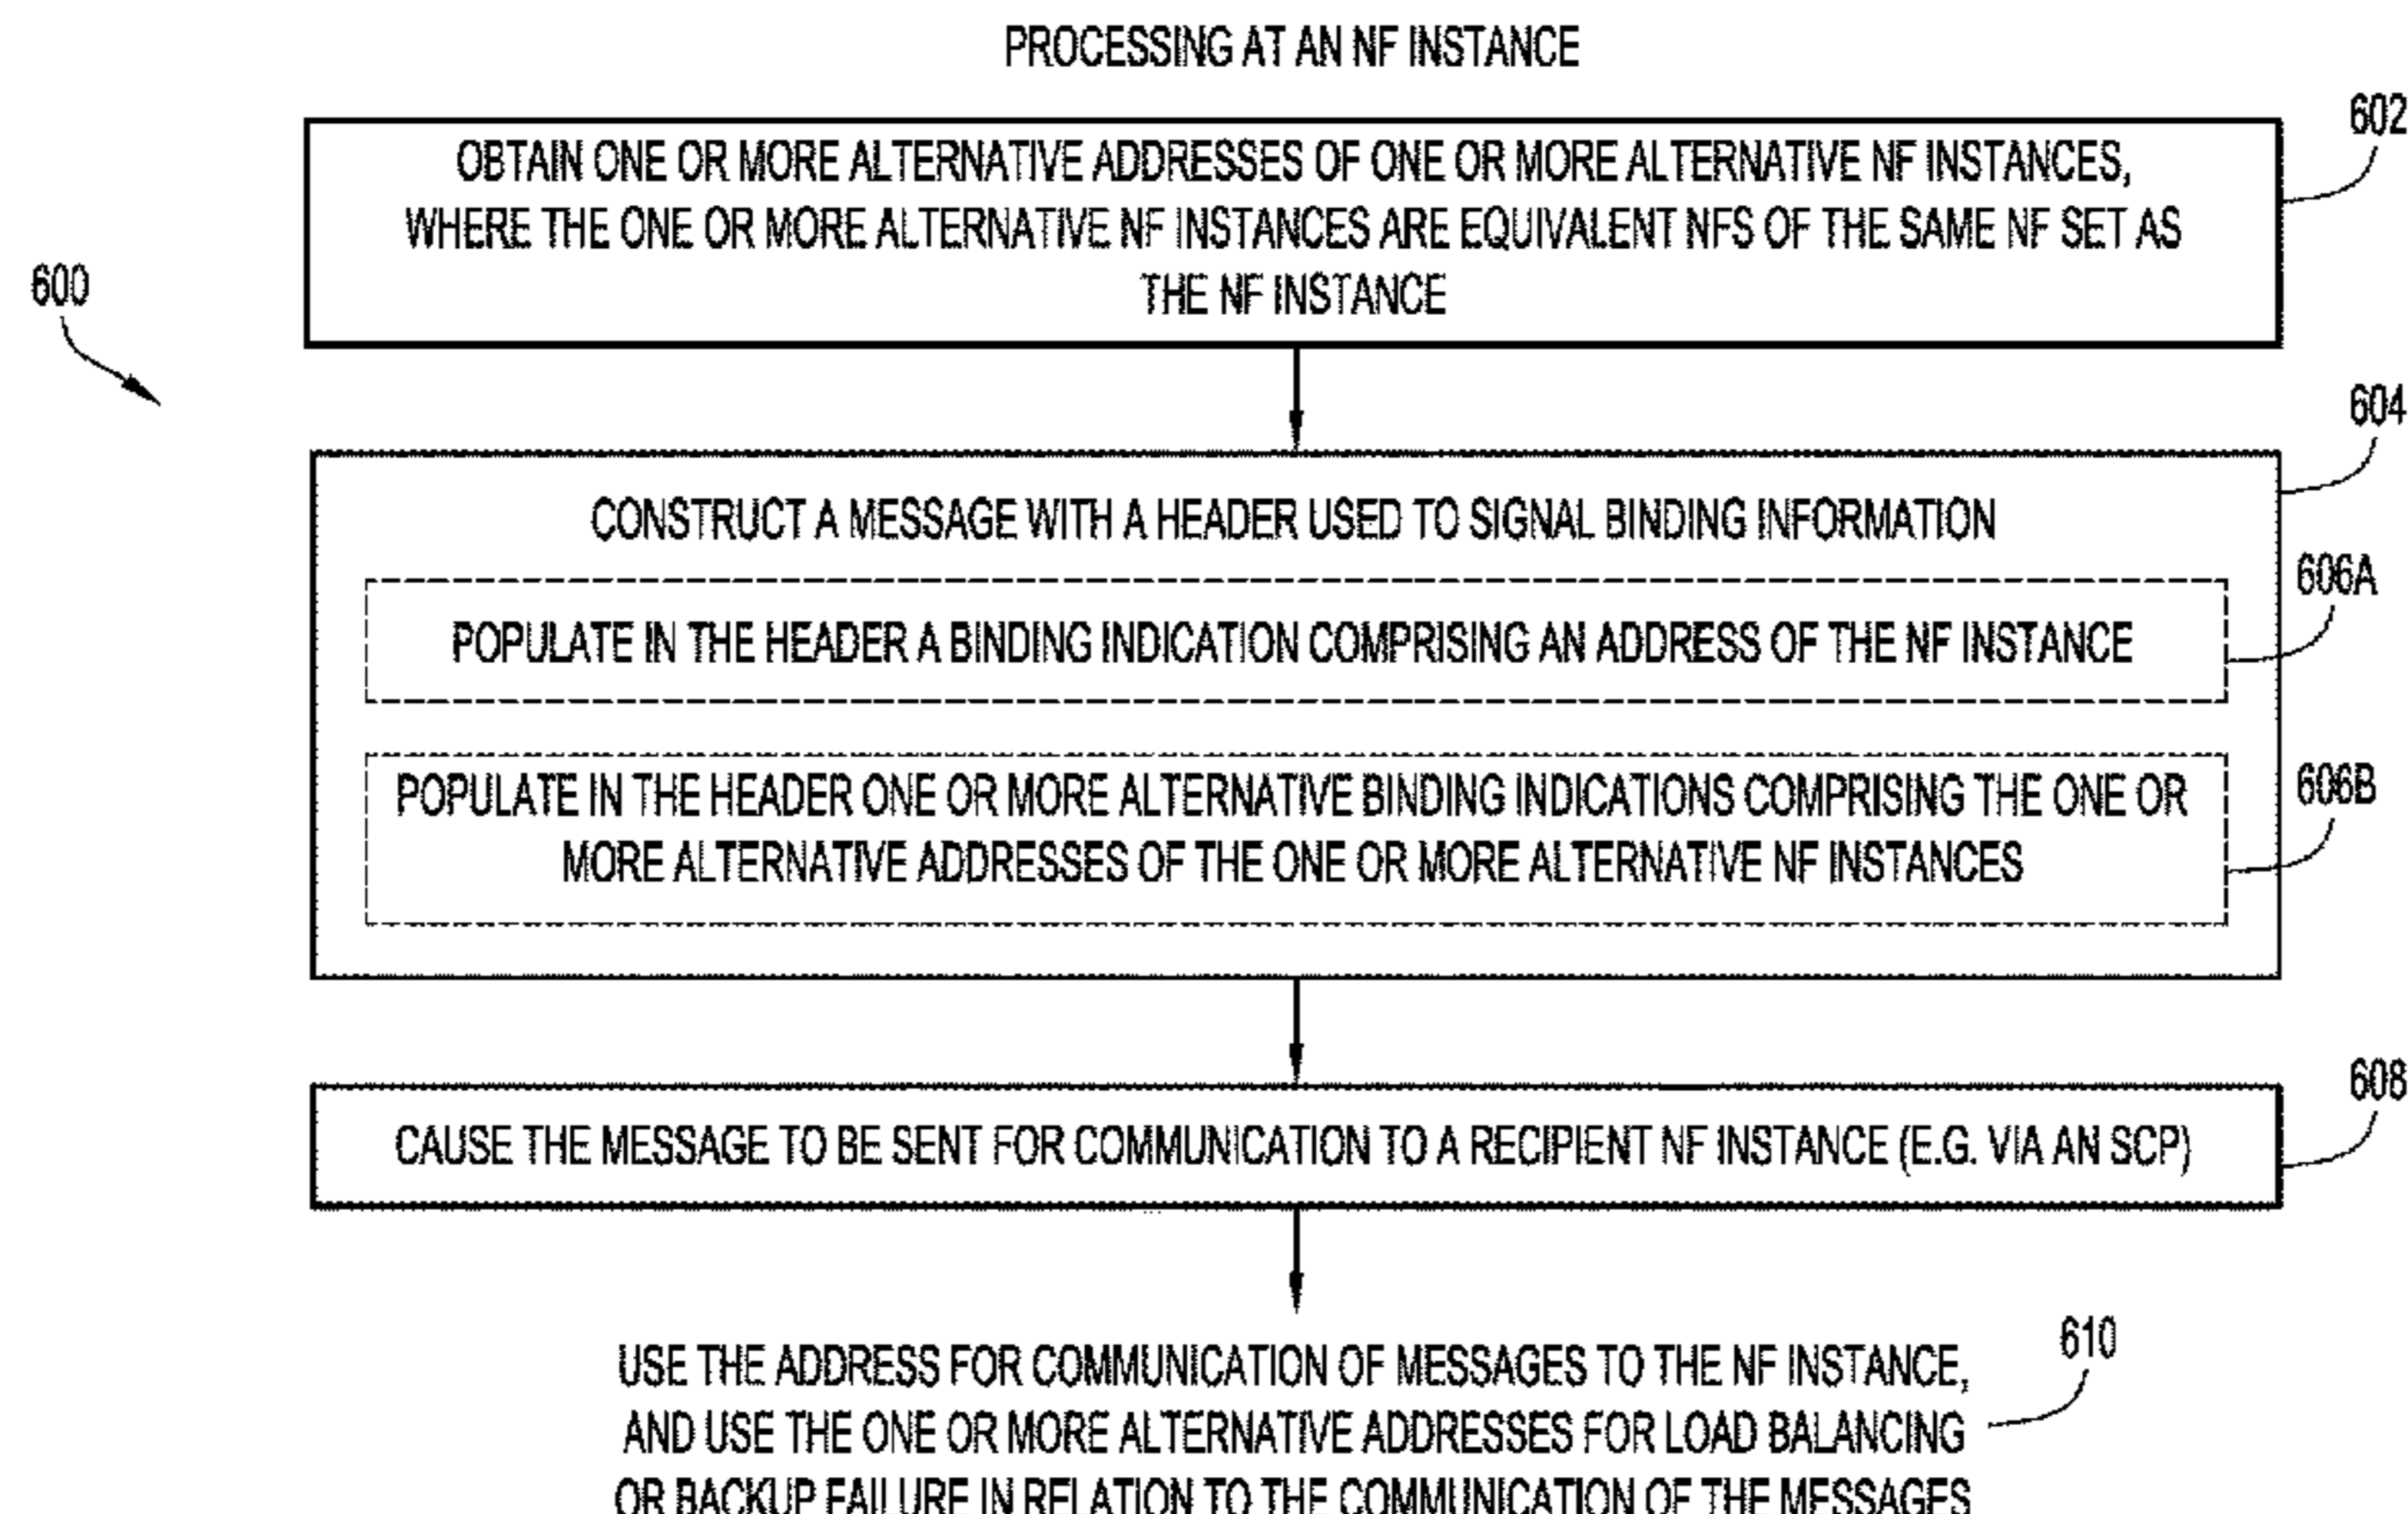 PROCESSING AT AN NF INSTANCE
602
OBTAIN ONE OR MORE ALTERNATIVE ADDRESSES OF ONE OR MORE ALTERNATIVE NF INSTANCES,
WHERE THE ONE OR MORE ALTERNATIVE NF INSTANCES ARE EQUIVALENT NFS OF THE SAME NF SET AS
THE NF INSTANCE
600
604
CONSTRUCT A MESSAGE WITH A HEADER USED TO SIGNAL BINDING INFORMATION
606A
POPULATE IN THE HEADER A BINDING INDICATION COMPRISING AN ADDRESS OF THE NF INSTANCE
606B
POPULATE IN THE HEADER ONE OR MORE ALTERNATIVE BINDING INDICATIONS COMPRISING THE ONE OR
MORE ALTERNATIVE ADDRESSES OF THE ONE OR MORE ALTERNATIVE NF INSTANCES
608
CAUSE THE MESSAGE TO BE SENT FOR COMMUNICATION TO A RECIPIENT NF INSTANCE (E.G. VIA AN SCP)
610
USE THE ADDRESS FOR COMMUNICATION OF MESSAGES TO THE NF INSTANCE,
AND USE THE ONE OR MORE ALTERNATIVE ADDRESSES FOR LOAD BALANCING
OR BACKUP FAILURE IN RELATION TO THE COMMUNICATION OF THE MESSAGES